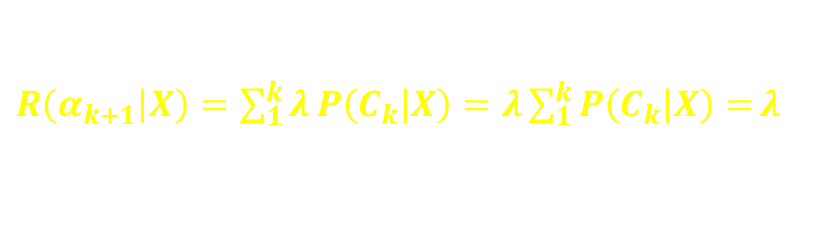 R(α_{k+1}|X) = ∑_1^k λ P(C_k|X) = λ ∑_1^k P(C_k|X) = λ